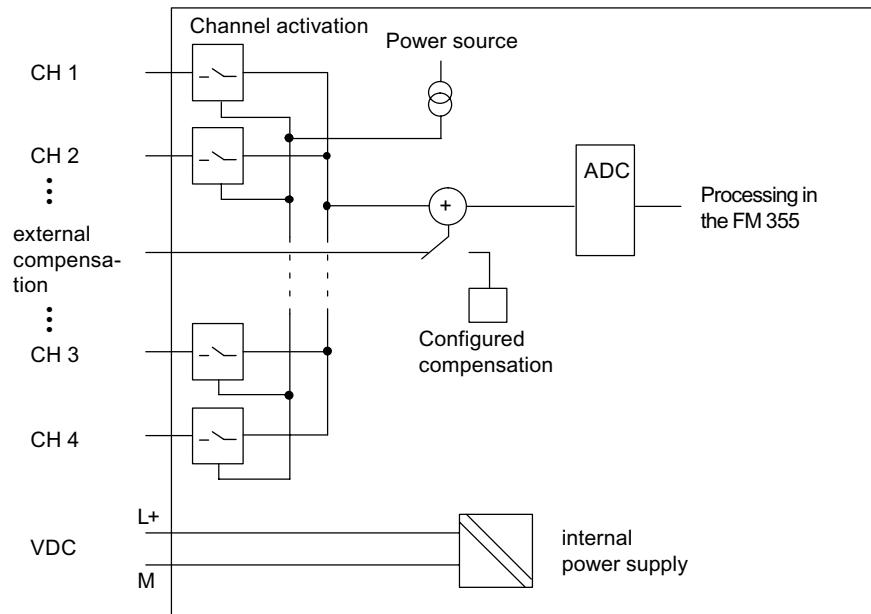 Channel activation
Power source
CH 1
CH 2
ADC
Processing in
the FM 355
+
external
compensa-
tion
Configured
compensation
CH 3
CH 4
L+
VDC
M
internal
power supply